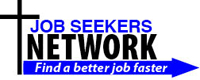 JOB SEEKERS
NETWORK
Find a better job faster